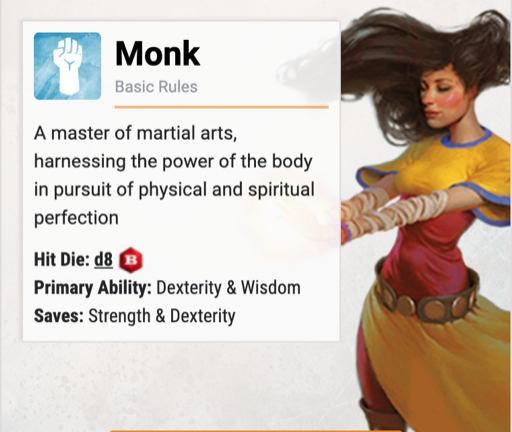 Monk
Basic Rules
A master of martial arts,
harnessing the power of the body
in pursuit of physical and spiritual
perfection
Hit Die: d8 B
Primary Ability: Dexterity & Wisdom
Saves: Strength & Dexterity